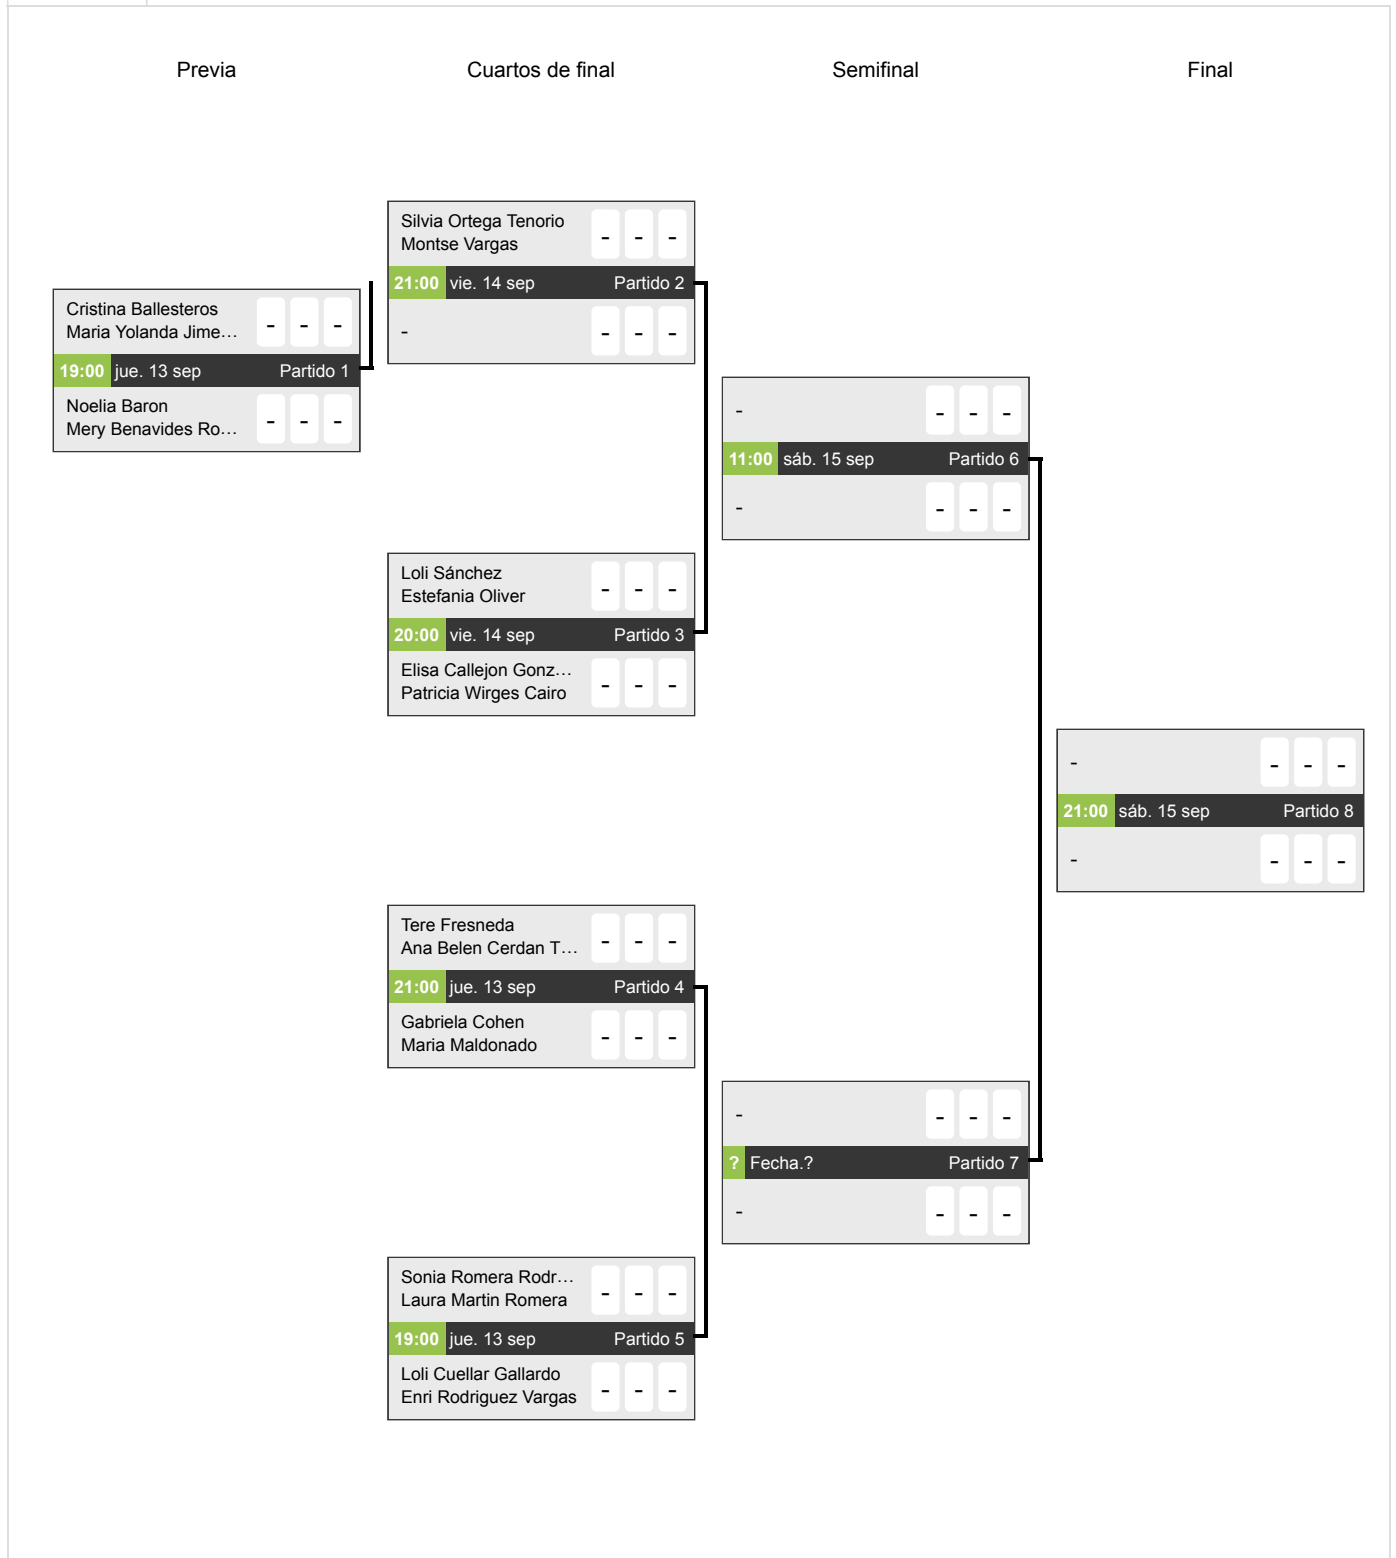 Previa
Cuartos de final
Semifinal
Final
Cristina Ballesteros
Maria Yolanda Jime…
- - -
19:00 jue. 13 sep Partido 1
Noelia Baron
Mery Benavides Ro…
- - -
Silvia Ortega Tenorio
Montse Vargas
- - -
21:00 vie. 14 sep Partido 2
-
- - -
Loli Sánchez
Estefania Oliver
- - -
20:00 vie. 14 sep Partido 3
Elisa Callejon Gonz…
Patricia Wirges Cairo
- - -
Tere Fresneda
Ana Belen Cerdan T…
- - -
21:00 jue. 13 sep Partido 4
Gabriela Cohen
Maria Maldonado
- - -
Sonia Romera Rodr…
Laura Martin Romera
- - -
19:00 jue. 13 sep Partido 5
Loli Cuellar Gallardo
Enri Rodriguez Vargas
- - -
-
- - -
11:00 sáb. 15 sep Partido 6
-
- - -
-
- - -
? Fecha.? Partido 7
-
- - -
-
- - -
21:00 sáb. 15 sep Partido 8
-
- - -